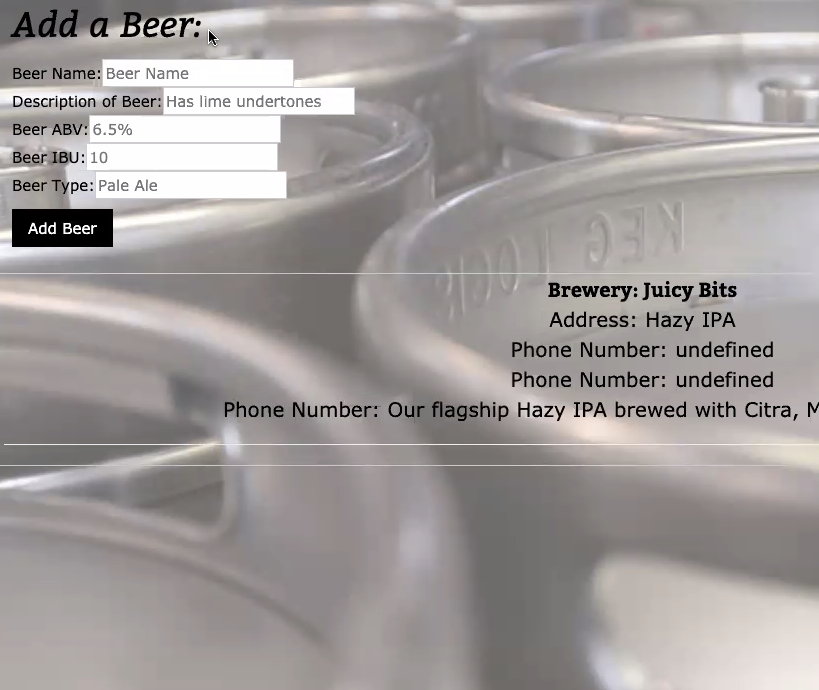 Add a Beer:
Beer Name: Beer Name
Description of Beer: Has lime undertones
Beer ABV: 6.5%
Beer IBU: 10
Beer Type: Pale Ale
Add Beer
KEG LOCK
Brewery: Juicy Bits
Address: Hazy IPA
Phone Number: undefined
Phone Number: undefined
Phone Number: Our flagship Hazy IPA brewed with Citra, M